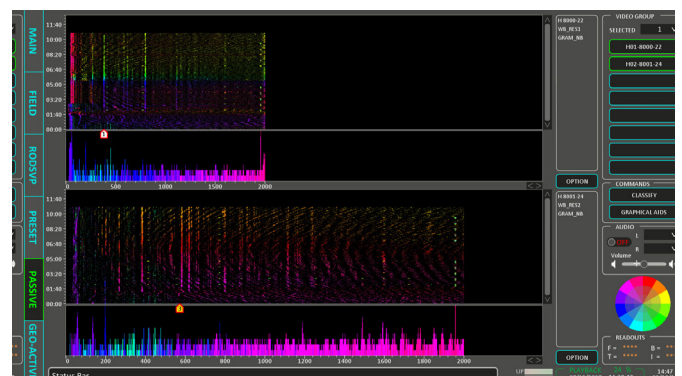 MAIN
FIELD
RODSVP
PRESET
PASSIVE
GEO-ACTIV
11:40
10:00
08:20
06:40
05:00
03:20
01:40
00:00
1
0 500 1000 1500 2000
H 8000-22
WB_RES1
GRAM_NB
OPTION
11:40
10:00
08:20
06:40
05:00
03:20
01:40
00:00
3
0 200 400 600 800 1000 1200 1400 1600 1800 2000
H 8001-24
WB_RES1
GRAM_NB
OPTION
VIDEO GROUP
SELECTED 1
H01-8000-22
H02-8001-24
COMMANDS
CLASSIFY
GRAPHICAL AIDS
AUDIO
OFF
L
R
Volume
READOUTS
F = **** B = **
T = **** I = **
Status Bar
UP
PLAYBACK
14:47